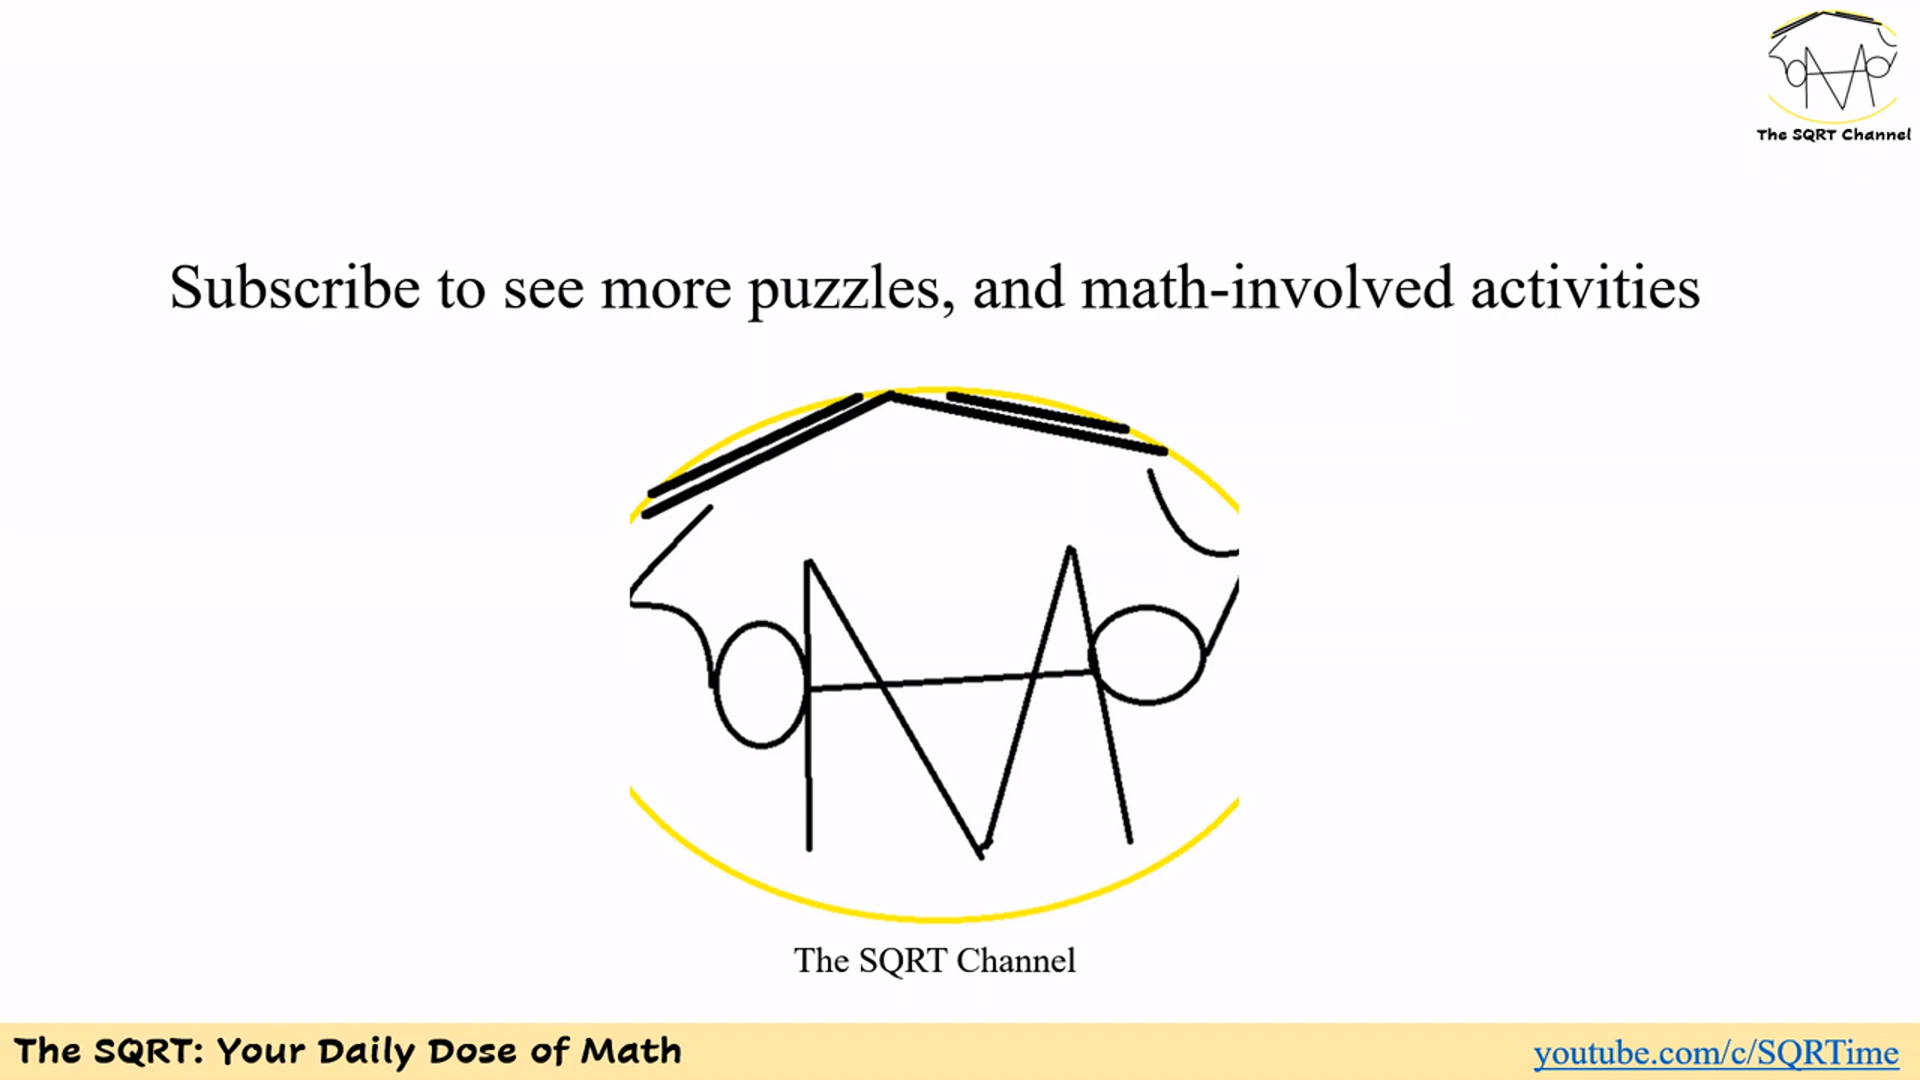 The SQRT Channel
Subscribe to see more puzzles, and math-involved activities
The SQRT Channel
The SQRT: Your Daily Dose of Math
youtube.com/c/SQRTime